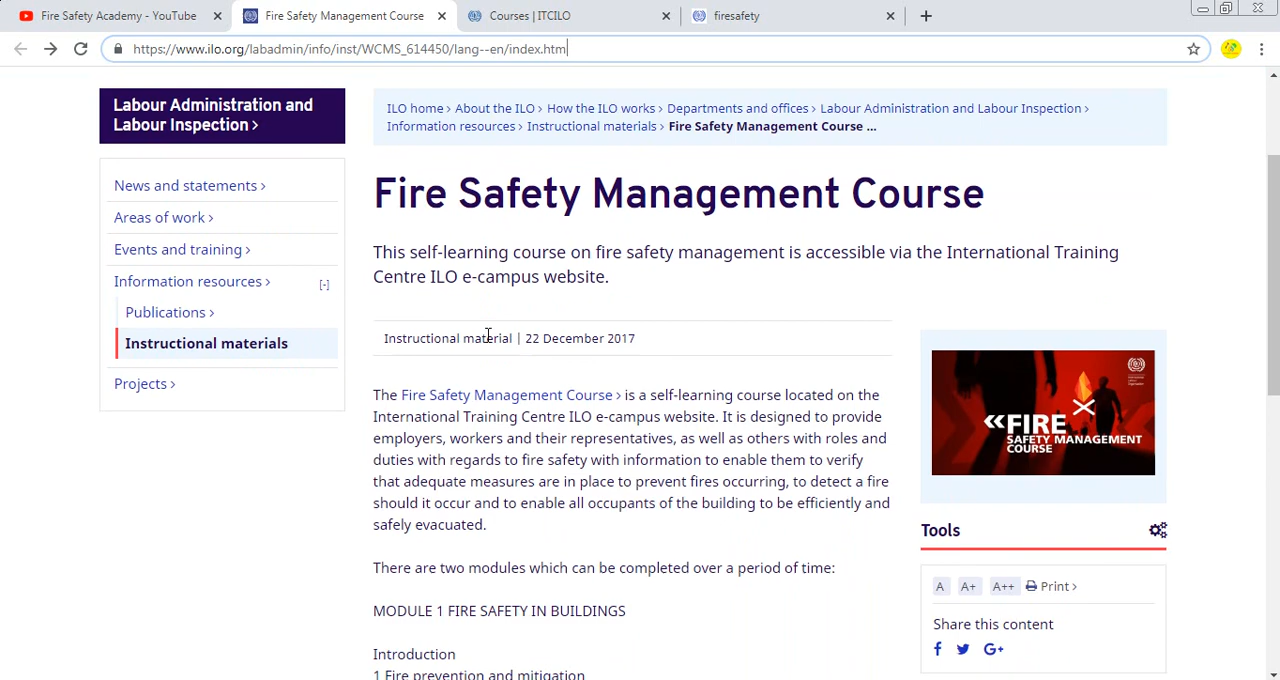 Fire Safety Academy - YouTube
Fire Safety Management Course
Courses | ITCILO
firesafety
https://www.ilo.org/labadmin/info/inst/WCMS_614450/lang--en/index.htm
Labour Administration and
Labour Inspection ›
News and statements ›
Areas of work ›
Events and training ›
Information resources › [-]
Publications ›
Instructional materials
Projects ›
ILO home › About the ILO › How the ILO works › Departments and offices › Labour Administration and Labour Inspection ›
Information resources › Instructional materials › Fire Safety Management Course ...
Fire Safety Management Course
This self-learning course on fire safety management is accessible via the International Training
Centre ILO e-campus website.
Instructional material | 22 December 2017
The Fire Safety Management Course › is a self-learning course located on the
International Training Centre ILO e-campus website. It is designed to provide
employers, workers and their representatives, as well as others with roles and
duties with regards to fire safety with information to enable them to verify
that adequate measures are in place to prevent fires occurring, to detect a fire
should it occur and to enable all occupants of the building to be efficiently and
safely evacuated.
There are two modules which can be completed over a period of time:
MODULE 1 FIRE SAFETY IN BUILDINGS
Introduction
1 Fire prevention and mitigation
«FIRE
SAFETY MANAGEMENT
COURSE
Tools
A A+ A++ Print ›
Share this content
G+